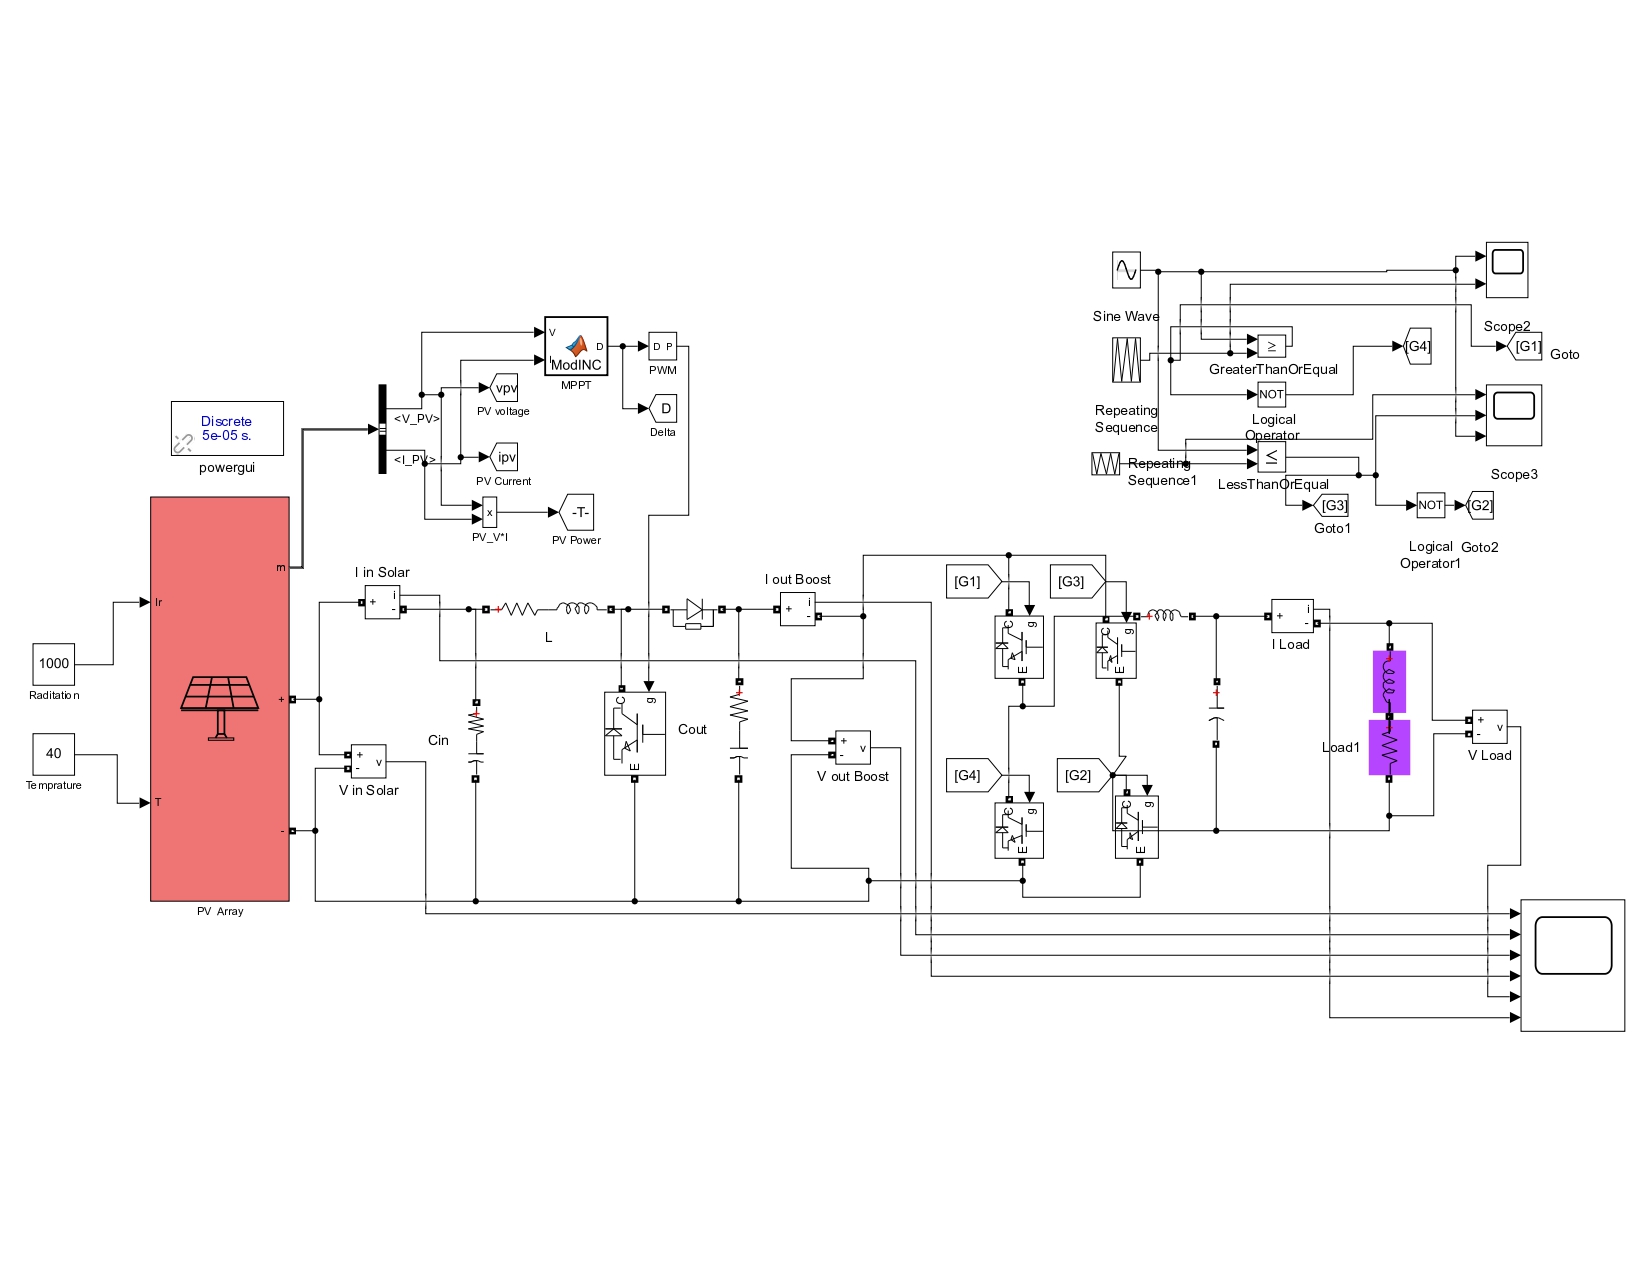 Sine Wave
Scope2
[G1]
Goto
≥
GreaterThanOrEqual
[G4]
V
I
D
ModINC
MPPT
D P
PWM
vpv
PV voltage
D
Delta
NOT
Logical
Operator
Repeating
Sequence
Discrete
5e-05 s.
powergui
<V_PV>
<I_PV>
ipv
PV Current
≤
LessThanOrEqual
Repeating
Sequence1
Scope3
x
PV_V*I
-T-
PV Power
[G3]
Goto1
NOT
Logical
Operator1
[G2]
Goto2
m
Ir
T
+
-
PV Array
1000
Raditation
40
Temprature
I in Solar
+
-
i
L
I out Boost
+
-
i
[G1]
[G3]
C
g
E
C
g
E
+
-
i
I Load
Cin
C
g
E
Cout
+
-
v
V in Solar
+
-
v
V out Boost
[G4]
[G2]
C
g
E
C
g
E
Load1
+
-
v
V Load